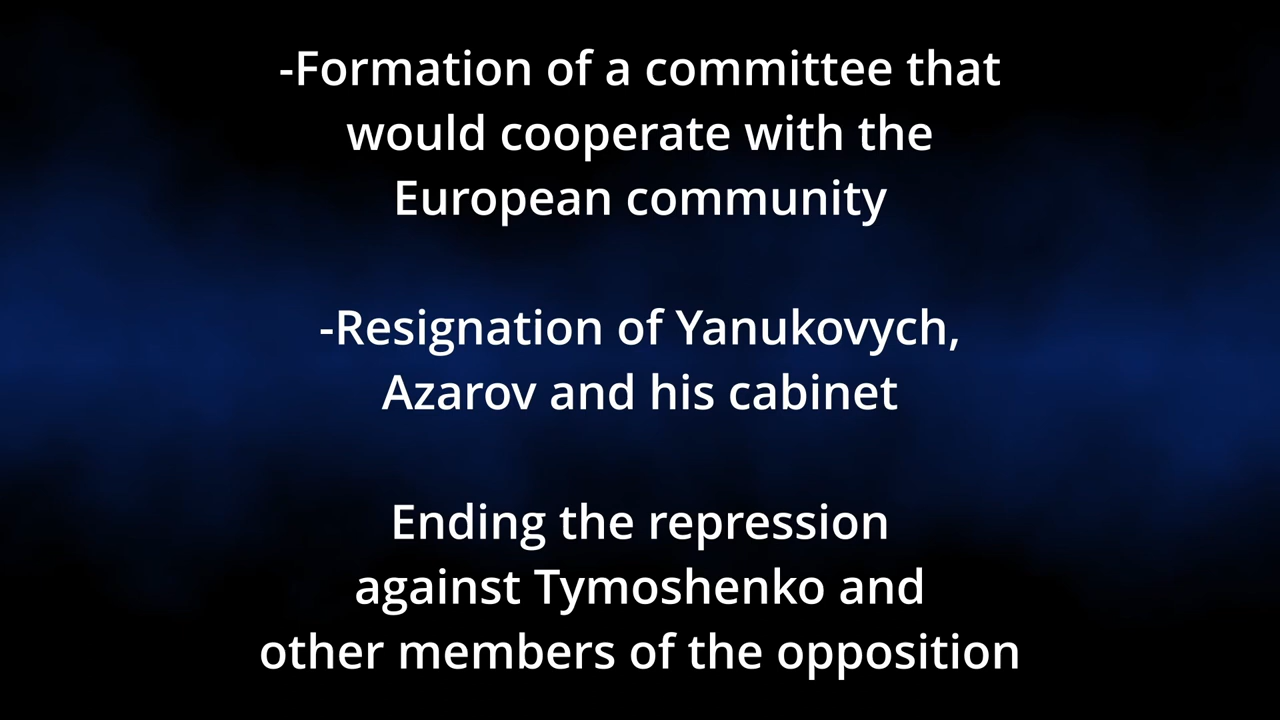 -Formation of a committee that
would cooperate with the
European community
-Resignation of Yanukovych,
Azarov and his cabinet
Ending the repression
against Tymoshenko and
other members of the opposition